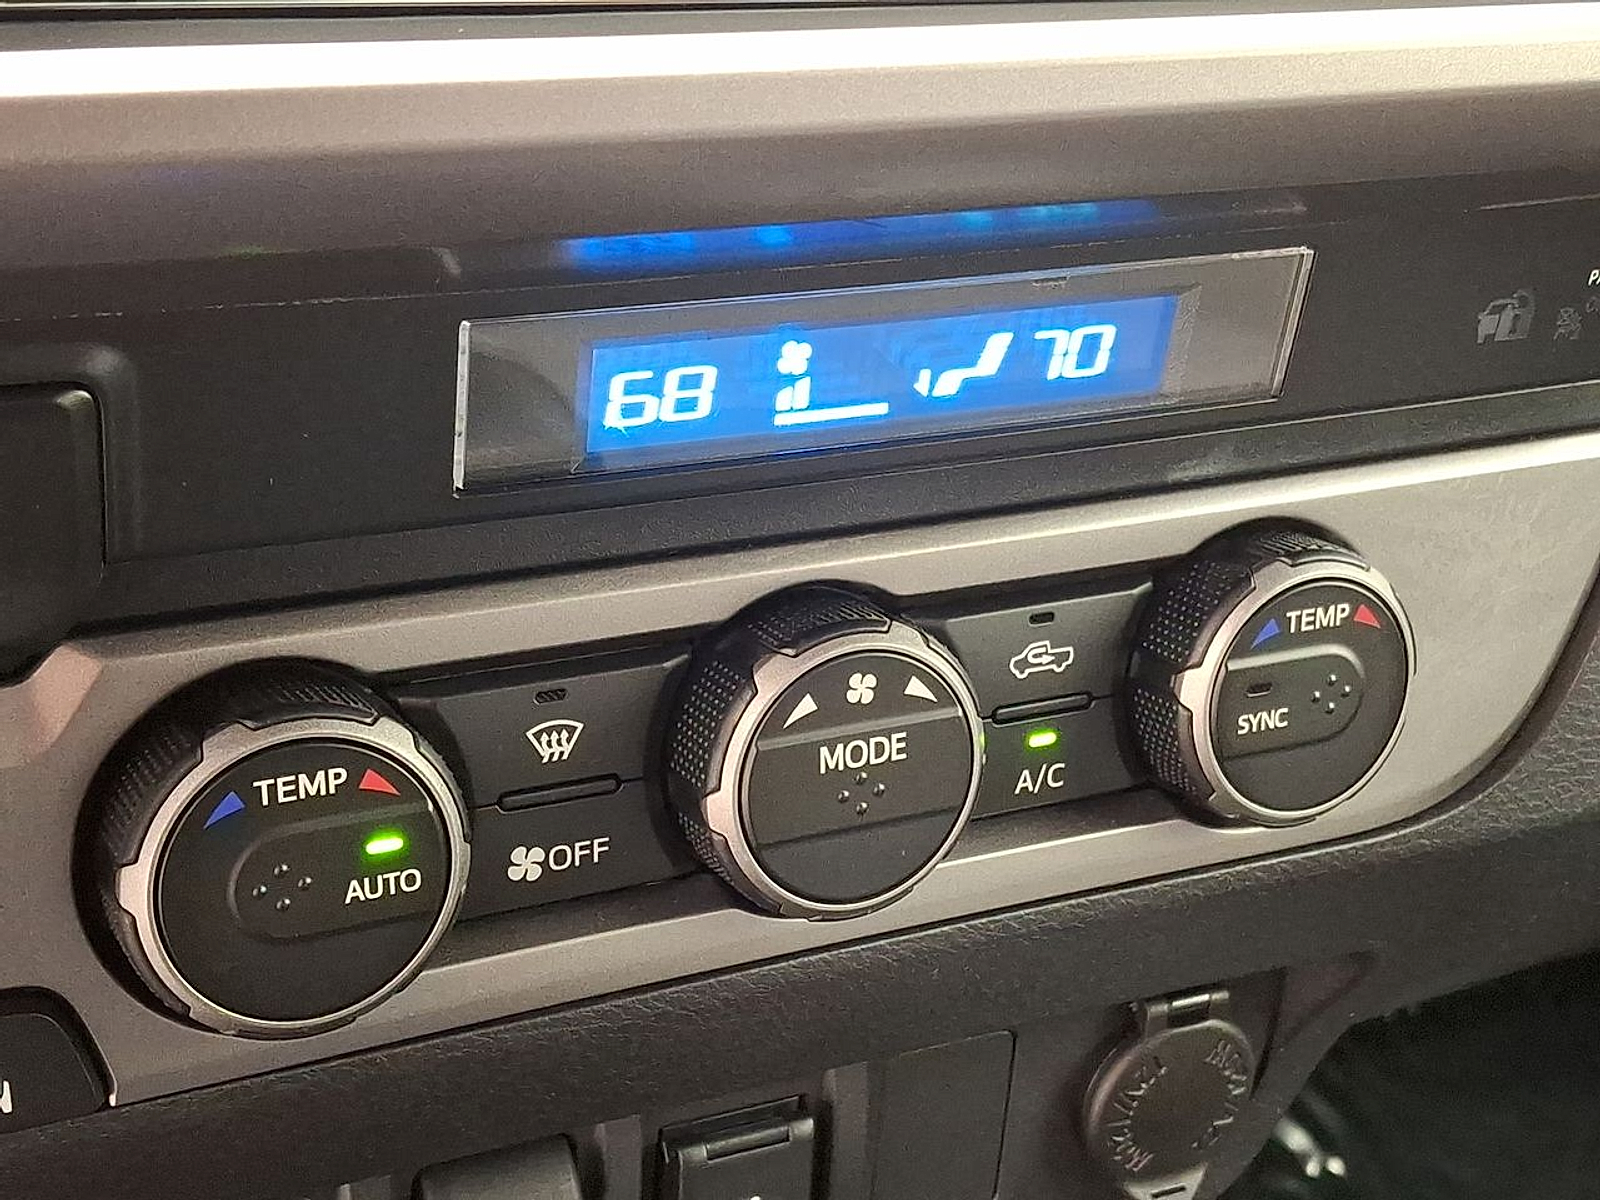 68 70
TEMP
AUTO
OFF
MODE
A/C
TEMP
SYNC